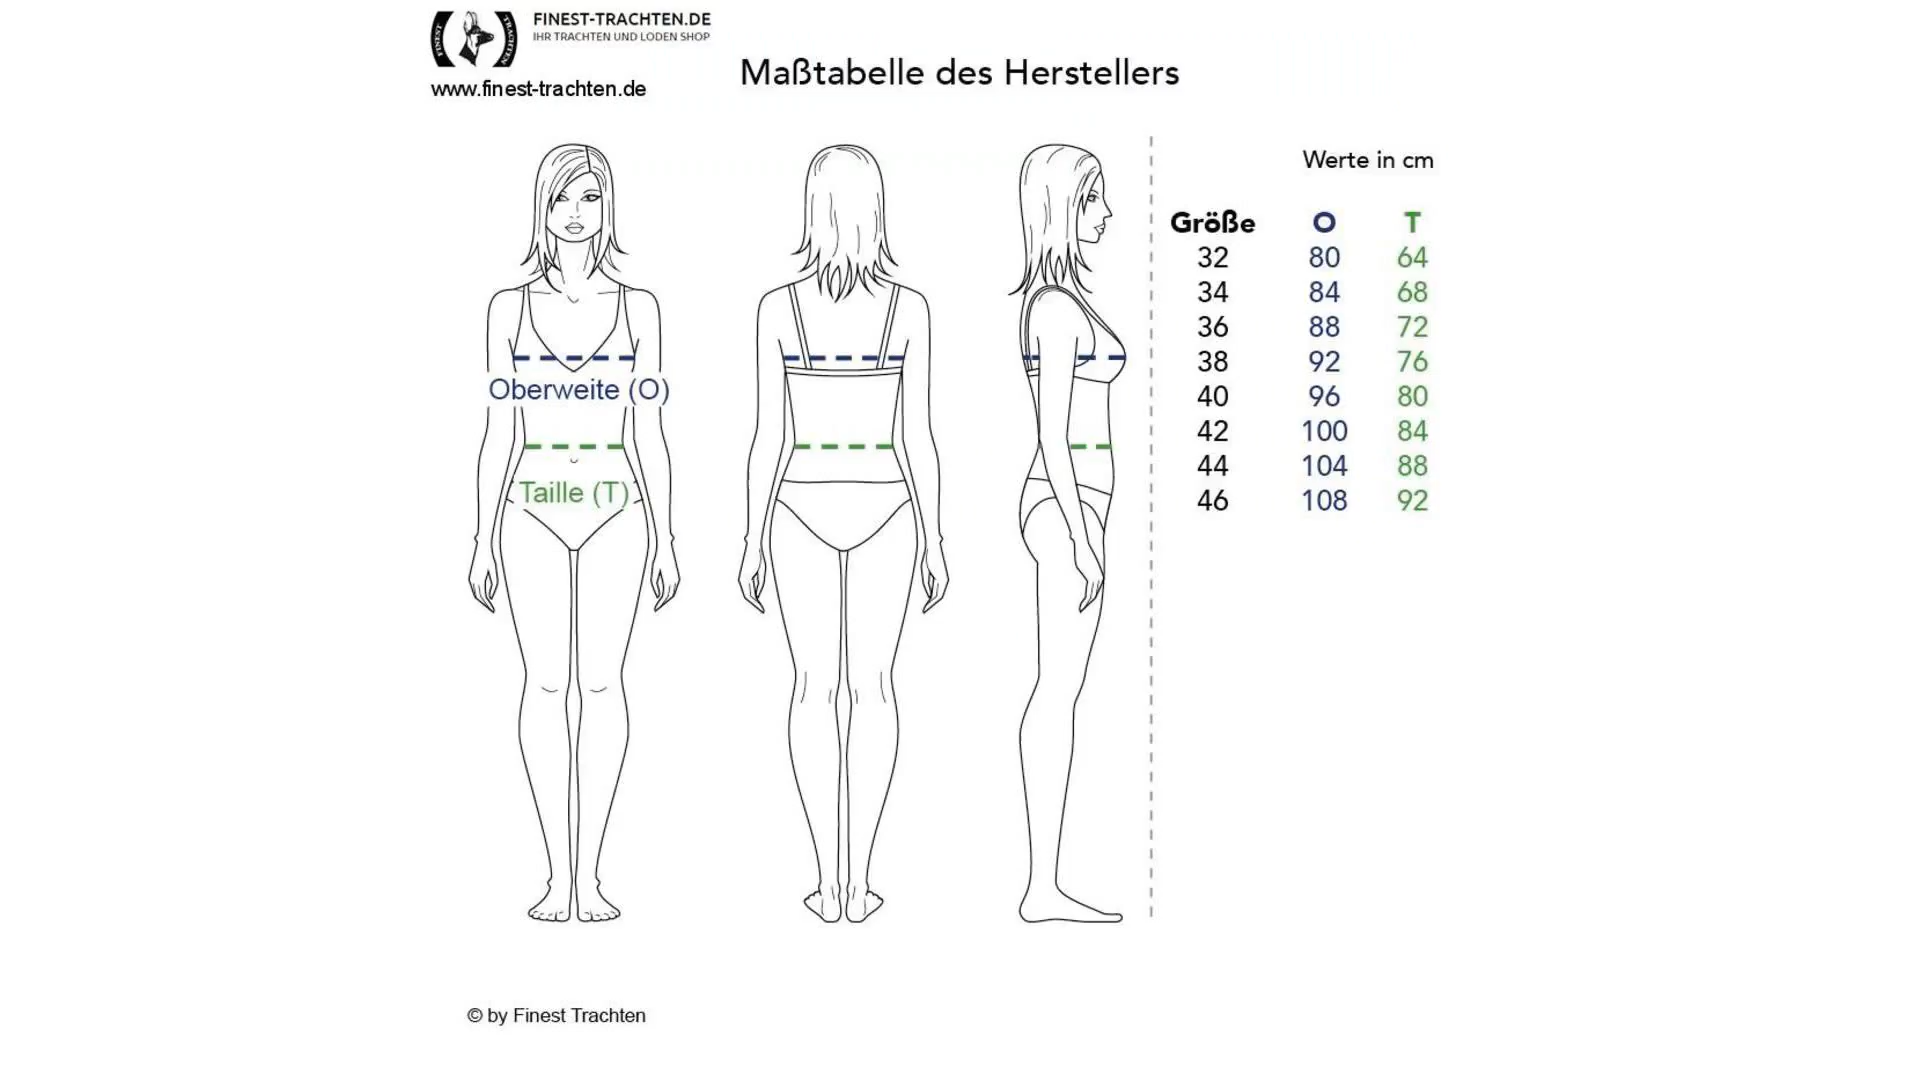 FINEST-TRACHTEN.DE
IHR TRACHTEN UND LODEN SHOP
FINEST
TRACHTEN
www.finest-trachten.de
Maßtabelle des Herstellers
Werte in cm
Größe O T
32 80 64
34 84 68
36 88 72
38 92 76
40 96 80
42 100 84
44 104 88
46 108 92
Oberweite (O)
Taille (T)
© by Finest Trachten